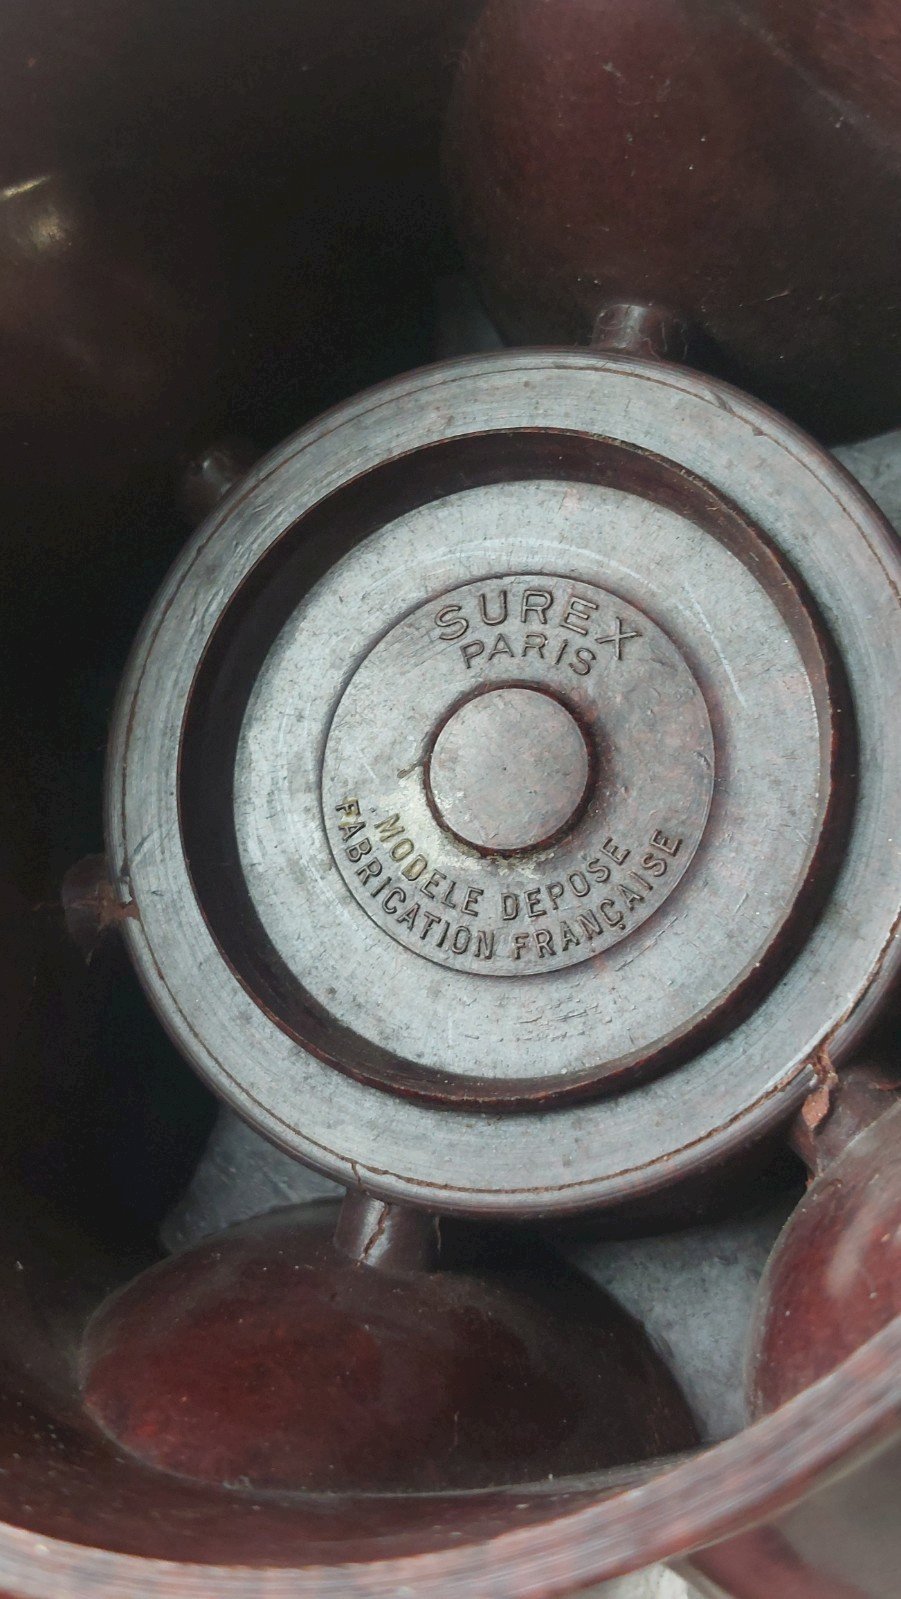 SUREX
PARIS
MODELE DEPOSE
FABRICATION FRANÇAISE